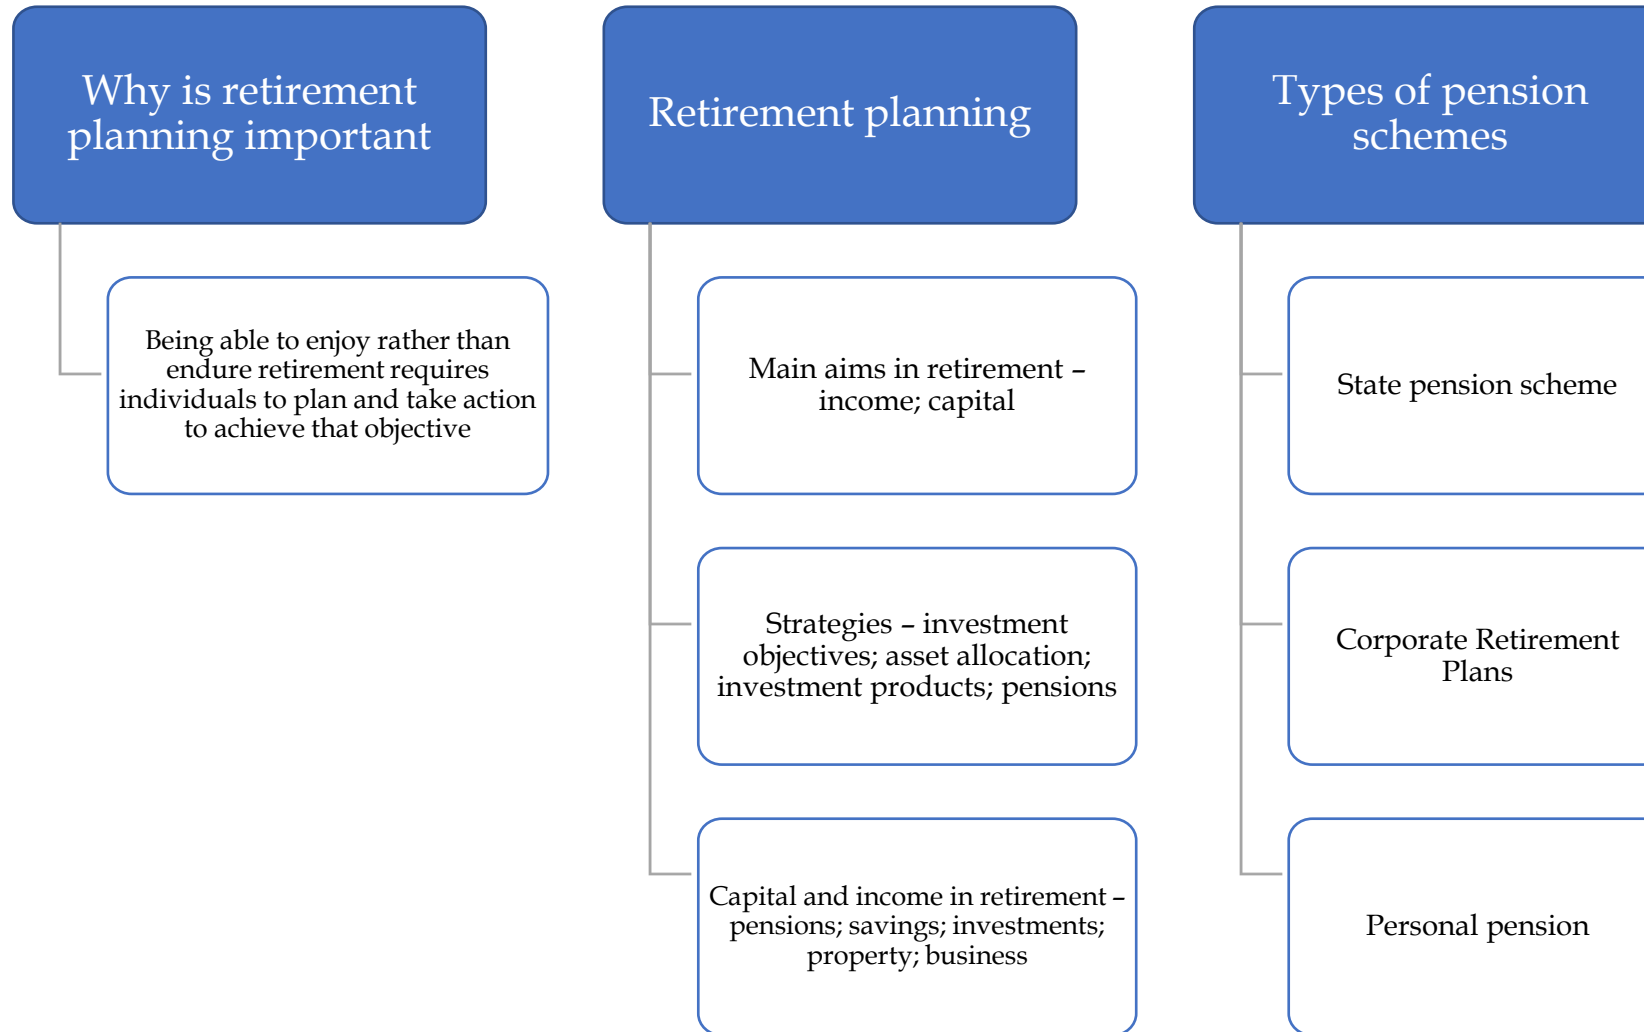 Why is retirement
planning important
Being able to enjoy rather than
endure retirement requires
individuals to plan and take action
to achieve that objective
Retirement planning
Main aims in retirement –
income; capital
Strategies – investment
objectives; asset allocation;
investment products; pensions
Capital and income in retirement –
pensions; savings; investments;
property; business
Types of pension
schemes
State pension scheme
Corporate Retirement
Plans
Personal pension